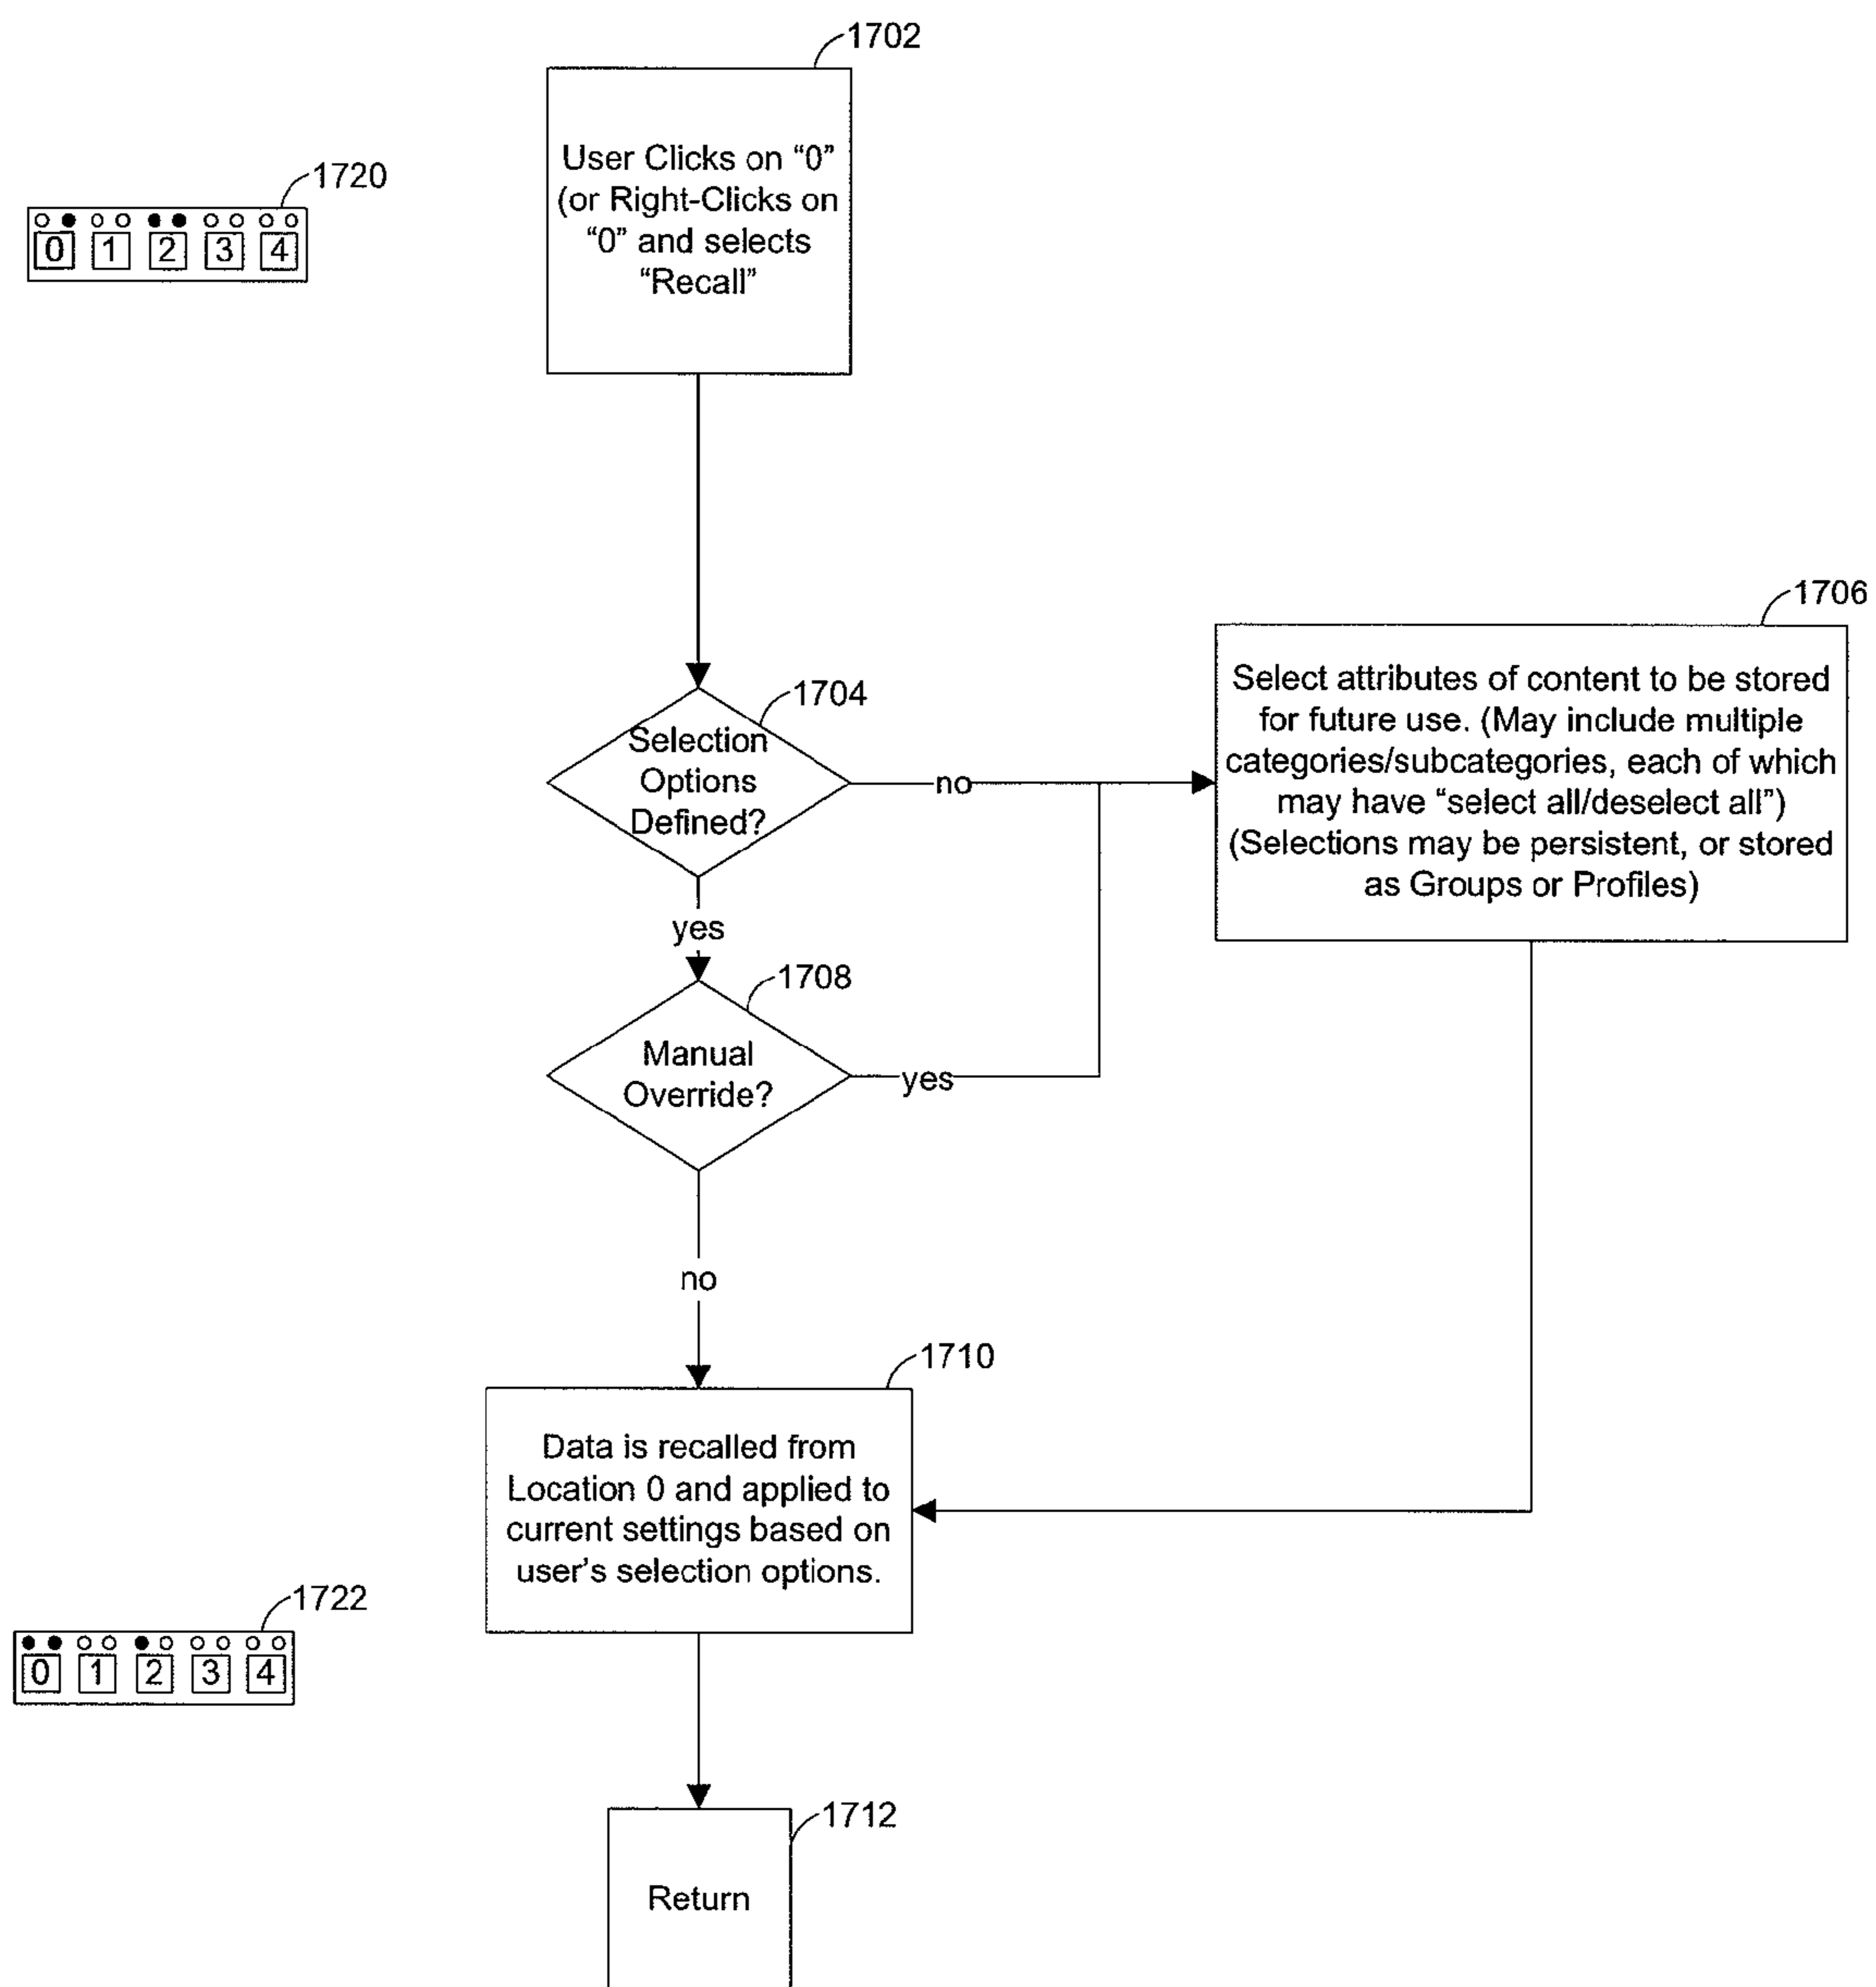 1702
User Clicks on “0”
(or Right-Clicks on
“0” and selects
“Recall”
1720
0 1 2 3 4
1704
Selection
Options
Defined?
no
yes
1706
Select attributes of content to be stored
for future use. (May include multiple
categories/subcategories, each of which
may have “select all/deselect all”)
(Selections may be persistent, or stored
as Groups or Profiles)
1708
Manual
Override?
yes
no
1710
Data is recalled from
Location 0 and applied to
current settings based on
user’s selection options.
1722
0 1 2 3 4
1712
Return